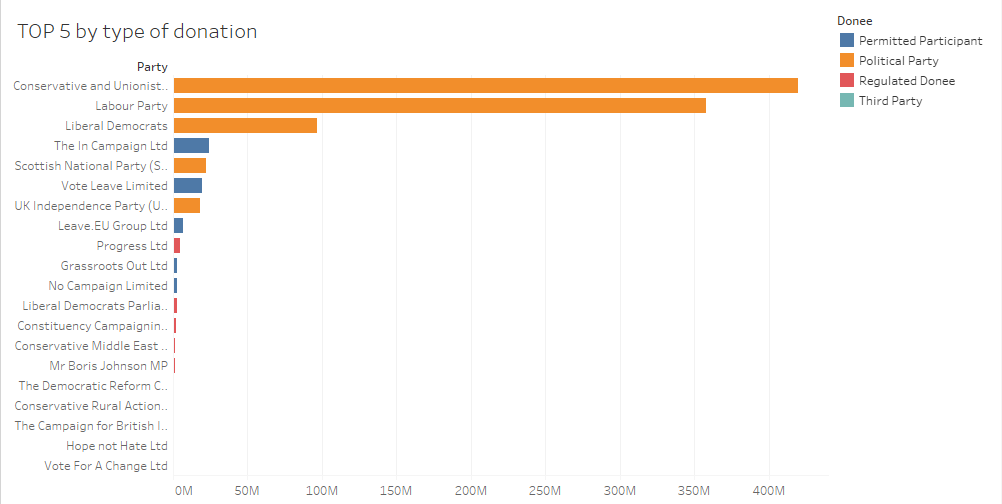 TOP 5 by type of donation
Donee
Permitted Participant
Political Party
Regulated Donee
Third Party
Party
Conservative and Unionist..
Labour Party
Liberal Democrats
The In Campaign Ltd
Scottish National Party (S..
Vote Leave Limited
UK Independence Party (U..
Leave.EU Group Ltd
Progress Ltd
Grassroots Out Ltd
No Campaign Limited
Liberal Democrats Parlia..
Constituency Campaignin..
Conservative Middle East ..
Mr Boris Johnson MP
The Democratic Reform C..
Conservative Rural Action..
The Campaign for British I..
Hope not Hate Ltd
Vote For A Change Ltd
0M 50M 100M 150M 200M 250M 300M 350M 400M